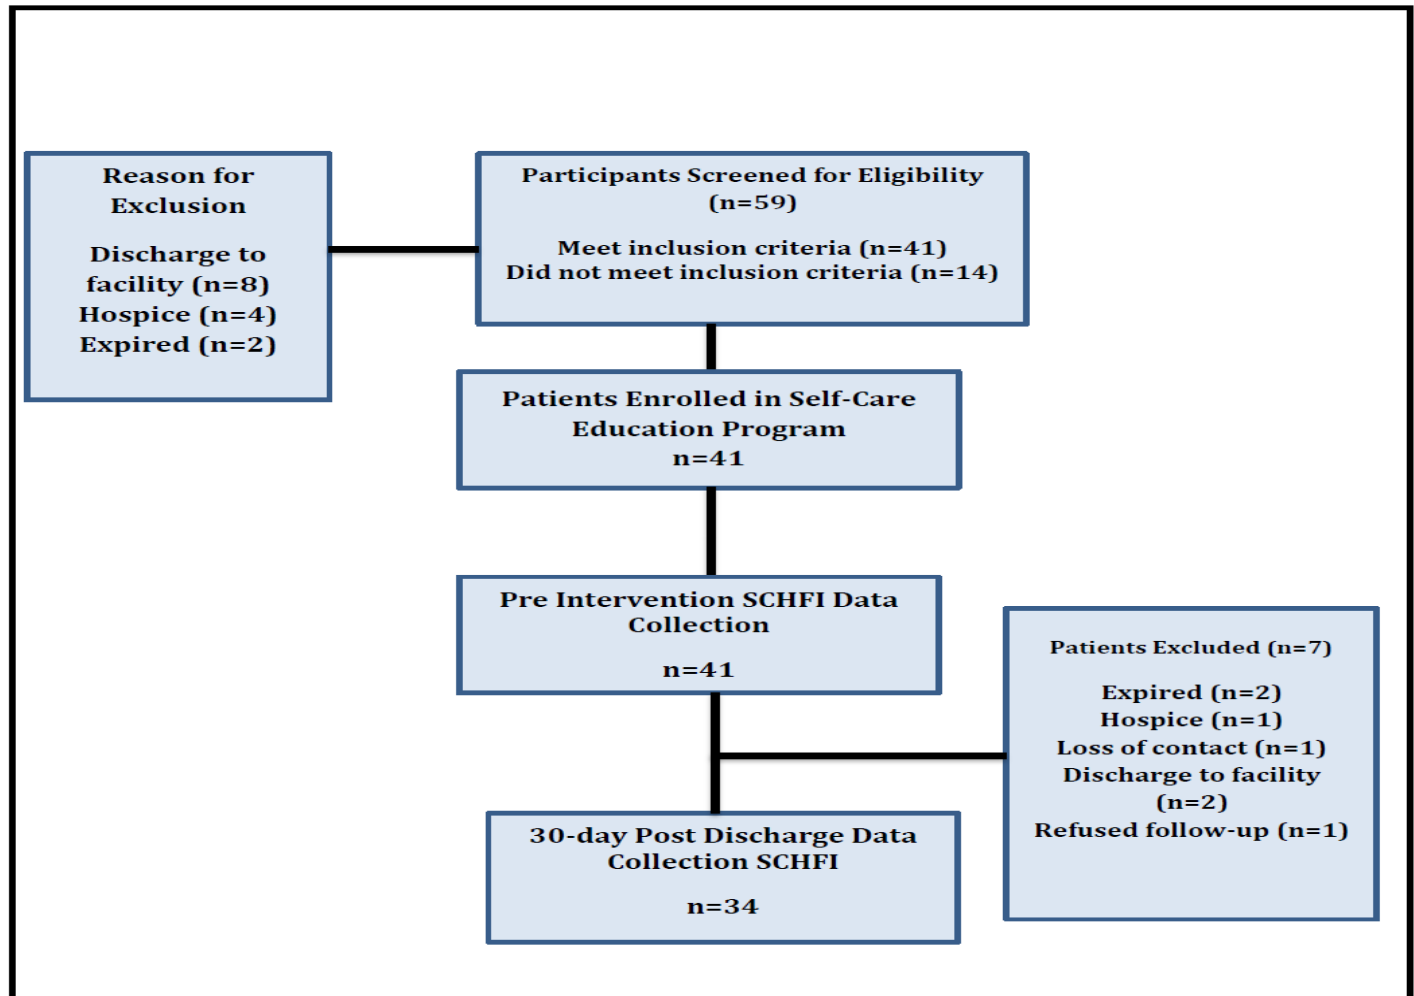 Reason for
Exclusion
Discharge to
facility (n=8)
Hospice (n=4)
Expired (n=2)
Participants Screened for Eligibility
(n=59)
Meet inclusion criteria (n=41)
Did not meet inclusion criteria (n=14)
Patients Enrolled in Self-Care
Education Program
n=41
Pre Intervention SCHFI Data
Collection
n=41
Patients Excluded (n=7)
Expired (n=2)
Hospice (n=1)
Loss of contact (n=1)
Discharge to facility
(n=2)
Refused follow-up (n=1)
30-day Post Discharge Data
Collection SCHFI
n=34